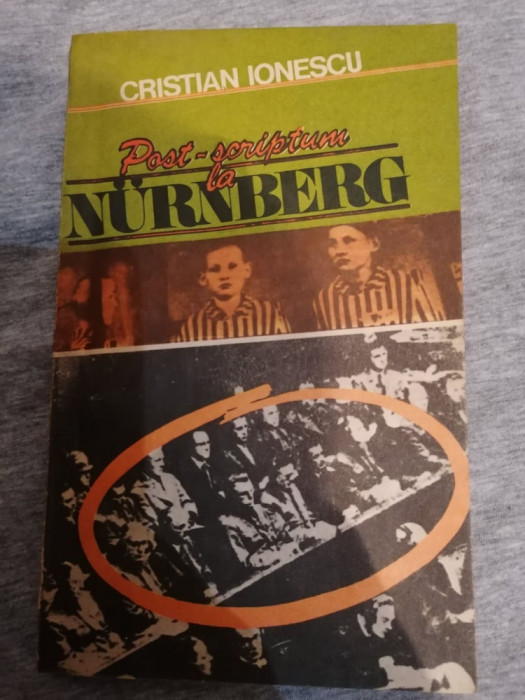 CRISTIAN IONESCU
Post-scriptum
la
NÜRNBERG